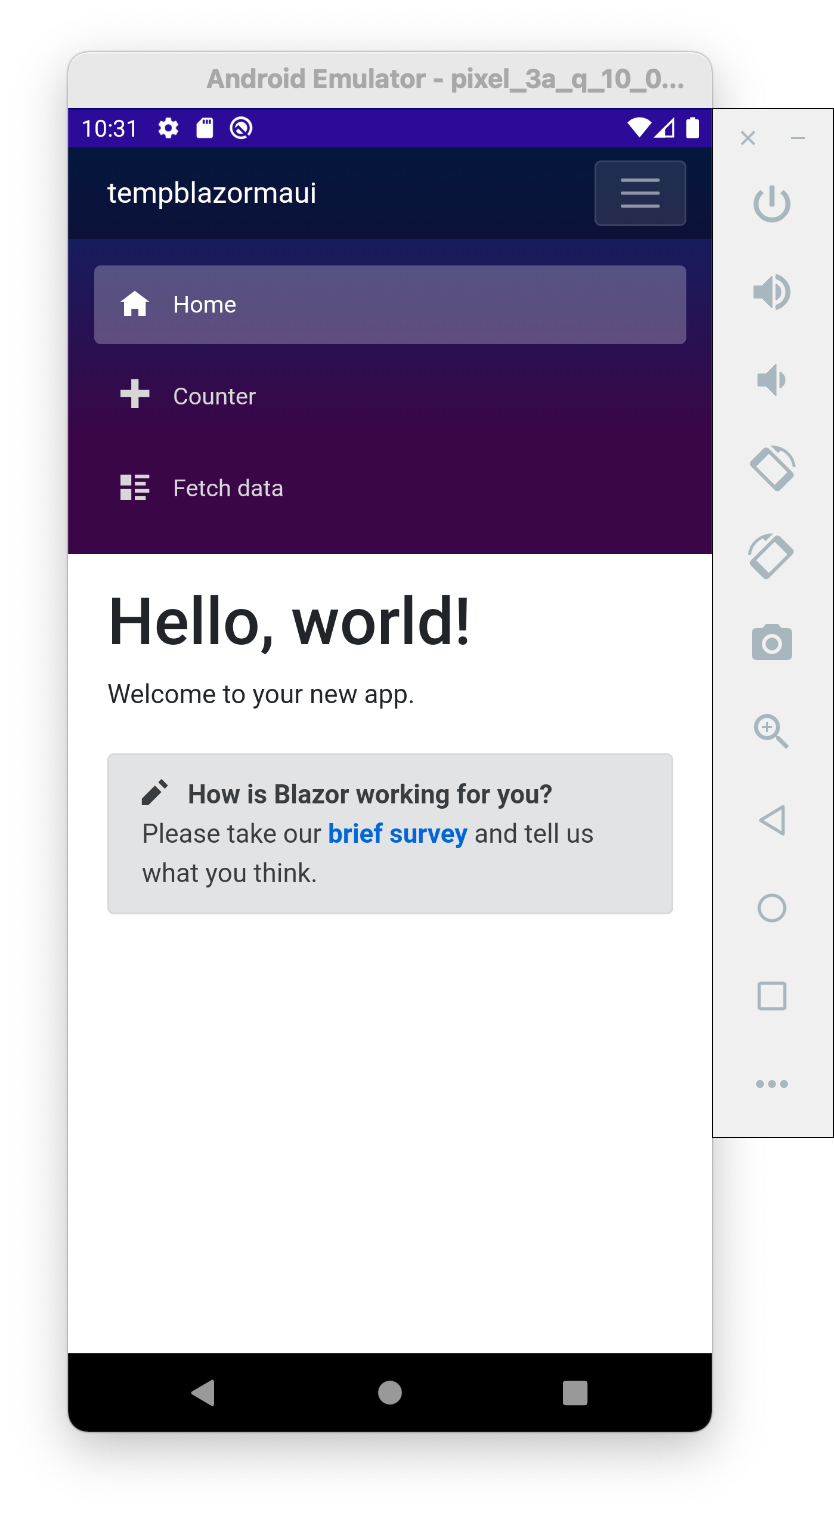 Android Emulator - pixel_3a_q_10_0...
10:31
tempblazormaui
Home
Counter
Fetch data
Hello, world!
Welcome to your new app.
How is Blazor working for you?
Please take our brief survey and tell us
what you think.